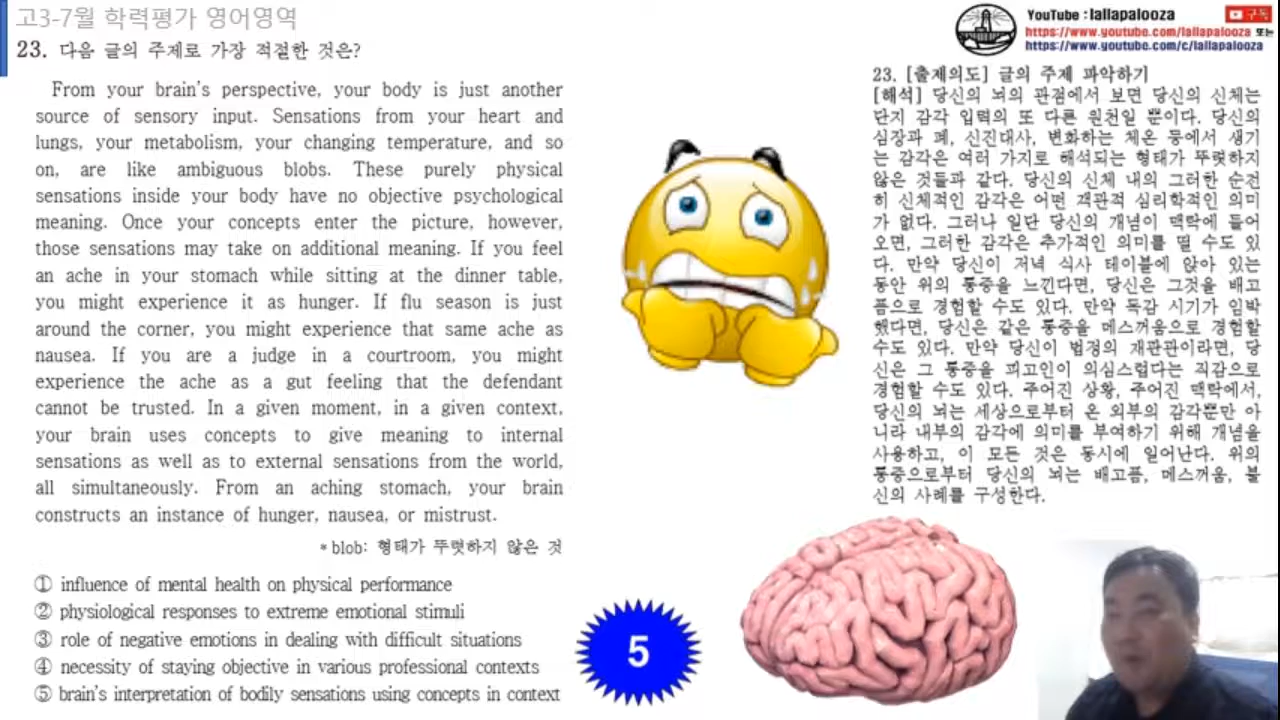 고3-7월 학력평가 영어영역
23. 다음 글의 주제로 가장 적절한 것은?
From your brain's perspective, your body is just another
source of sensory input. Sensations from your heart and
lungs, your metabolism, your changing temperature, and so
on, are like ambiguous blobs. These purely physical
sensations inside your body have no objective psychological
meaning. Once your concepts enter the picture, however,
those sensations may take on additional meaning. If you feel
an ache in your stomach while sitting at the dinner table,
you might experience it as hunger. If flu season is just
around the corner, you might experience that same ache as
nausea. If you are a judge in a courtroom, you might
experience the ache as a gut feeling that the defendant
cannot be trusted. In a given moment, in a given context,
your brain uses concepts to give meaning to internal
sensations as well as to external sensations from the world,
all simultaneously. From an aching stomach, your brain
constructs an instance of hunger, nausea, or mistrust.
* blob: 형태가 뚜렷하지 않은 것
① influence of mental health on physical performance
② physiological responses to extreme emotional stimuli
③ role of negative emotions in dealing with difficult situations
④ necessity of staying objective in various professional contexts
⑤ brain's interpretation of bodily sensations using concepts in context
5
YouTube : lallapalooza
구독
https://www.youtube.com/lallapalooza 또는
https://www.youtube.com/c/lallapalooza
23. [출제의도] 글의 주제 파악하기
[해석] 당신의 뇌의 관점에서 보면 당신의 신체는
단지 감각 입력의 또 다른 원천일 뿐이다. 당신의
심장과 폐, 신진대사, 변화하는 체온 등에서 생기
는 감각은 여러 가지로 해석되는 형태가 뚜렷하지
않은 것들과 같다. 당신의 신체 내의 그러한 순전
히 신체적인 감각은 어떤 객관적 심리학적인 의미
가 없다. 그러나 일단 당신의 개념이 맥락에 들어
오면, 그러한 감각은 추가적인 의미를 띨 수도 있
다. 만약 당신이 저녁 식사 테이블에 앉아 있는
동안 위의 통증을 느낀다면, 당신은 그것을 배고
픔으로 경험할 수도 있다. 만약 독감 시기가 임박
했다면, 당신은 같은 통증을 메스꺼움으로 경험할
수도 있다. 만약 당신이 법정의 재판관이라면, 당
신은 그 통증을 피고인이 의심스럽다는 직감으로
경험할 수도 있다. 주어진 상황, 주어진 맥락에서,
당신의 뇌는 세상으로부터 온 외부의 감각뿐만 아
니라 내부의 감각에 의미를 부여하기 위해 개념을
사용하고, 이 모든 것은 동시에 일어난다. 위의
통증으로부터 당신의 뇌는 배고픔, 메스꺼움, 불
신의 사례를 구성한다.